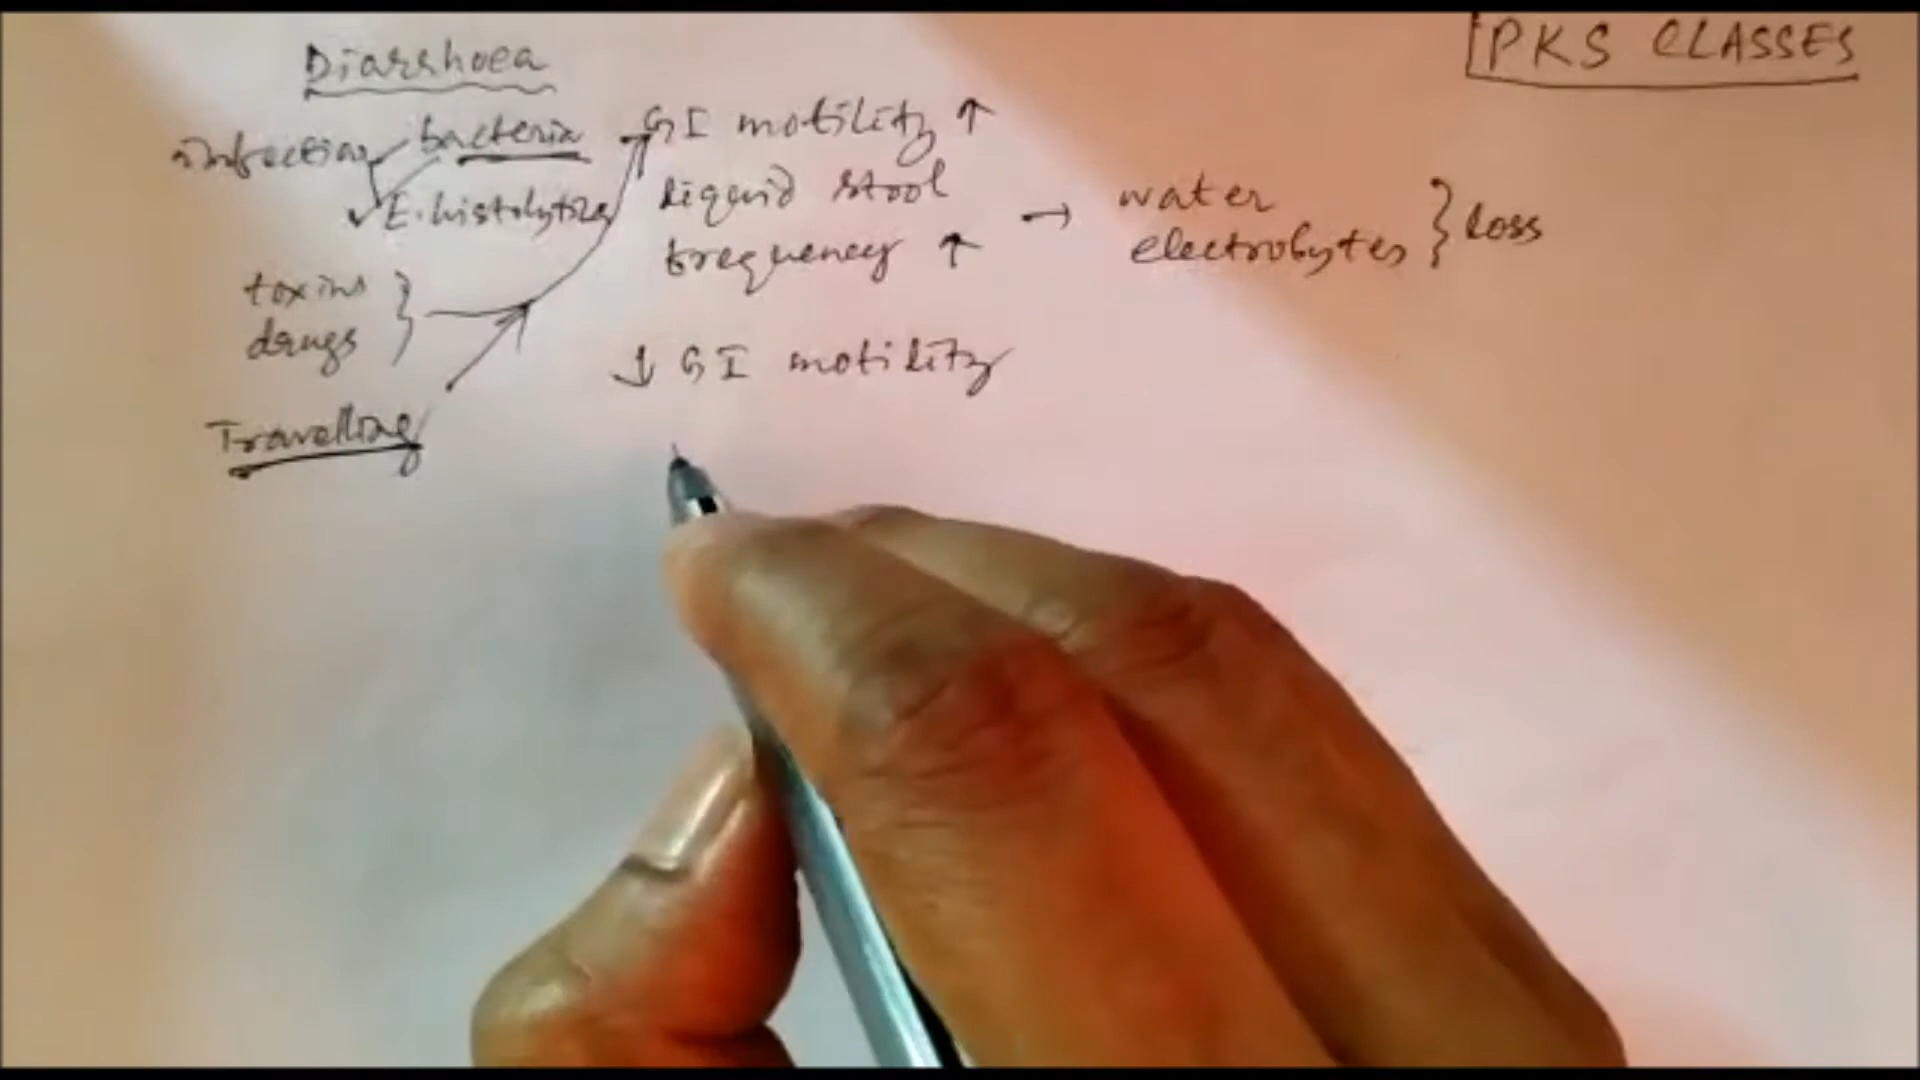 Diarrhoea
PKS CLASSES
infection bacteria
E. histolytica
toxins
drugs
Travelling
GI motility ↑
liquid stool
frequency ↑
→ water
electrolytes } loss
↓ GI motility